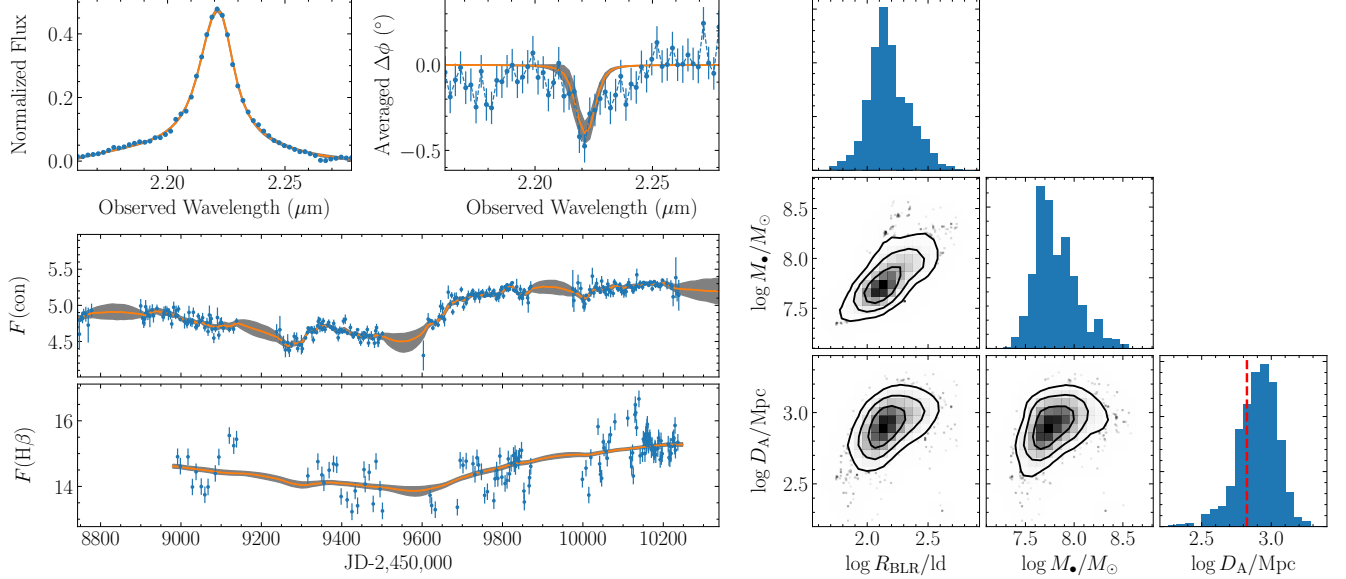 Normalized Flux
0.4
0.2
0.0
2.20
2.25
Observed Wavelength (μm)
Averaged Δϕ (°)
0.0
−0.5
2.20
2.25
Observed Wavelength (μm)
F(con)
5.5
5.0
4.5
F(Hβ)
16
14
8800
9000
9200
9400
9600
9800
10000
10200
JD-2,450,000
log M•/M⊙
8.5
8.0
7.5
log D_A/Mpc
3.0
2.5
2.0
2.5
log R_BLR/ld
7.5
8.0
8.5
log M•/M⊙
2.5
3.0
log D_A/Mpc